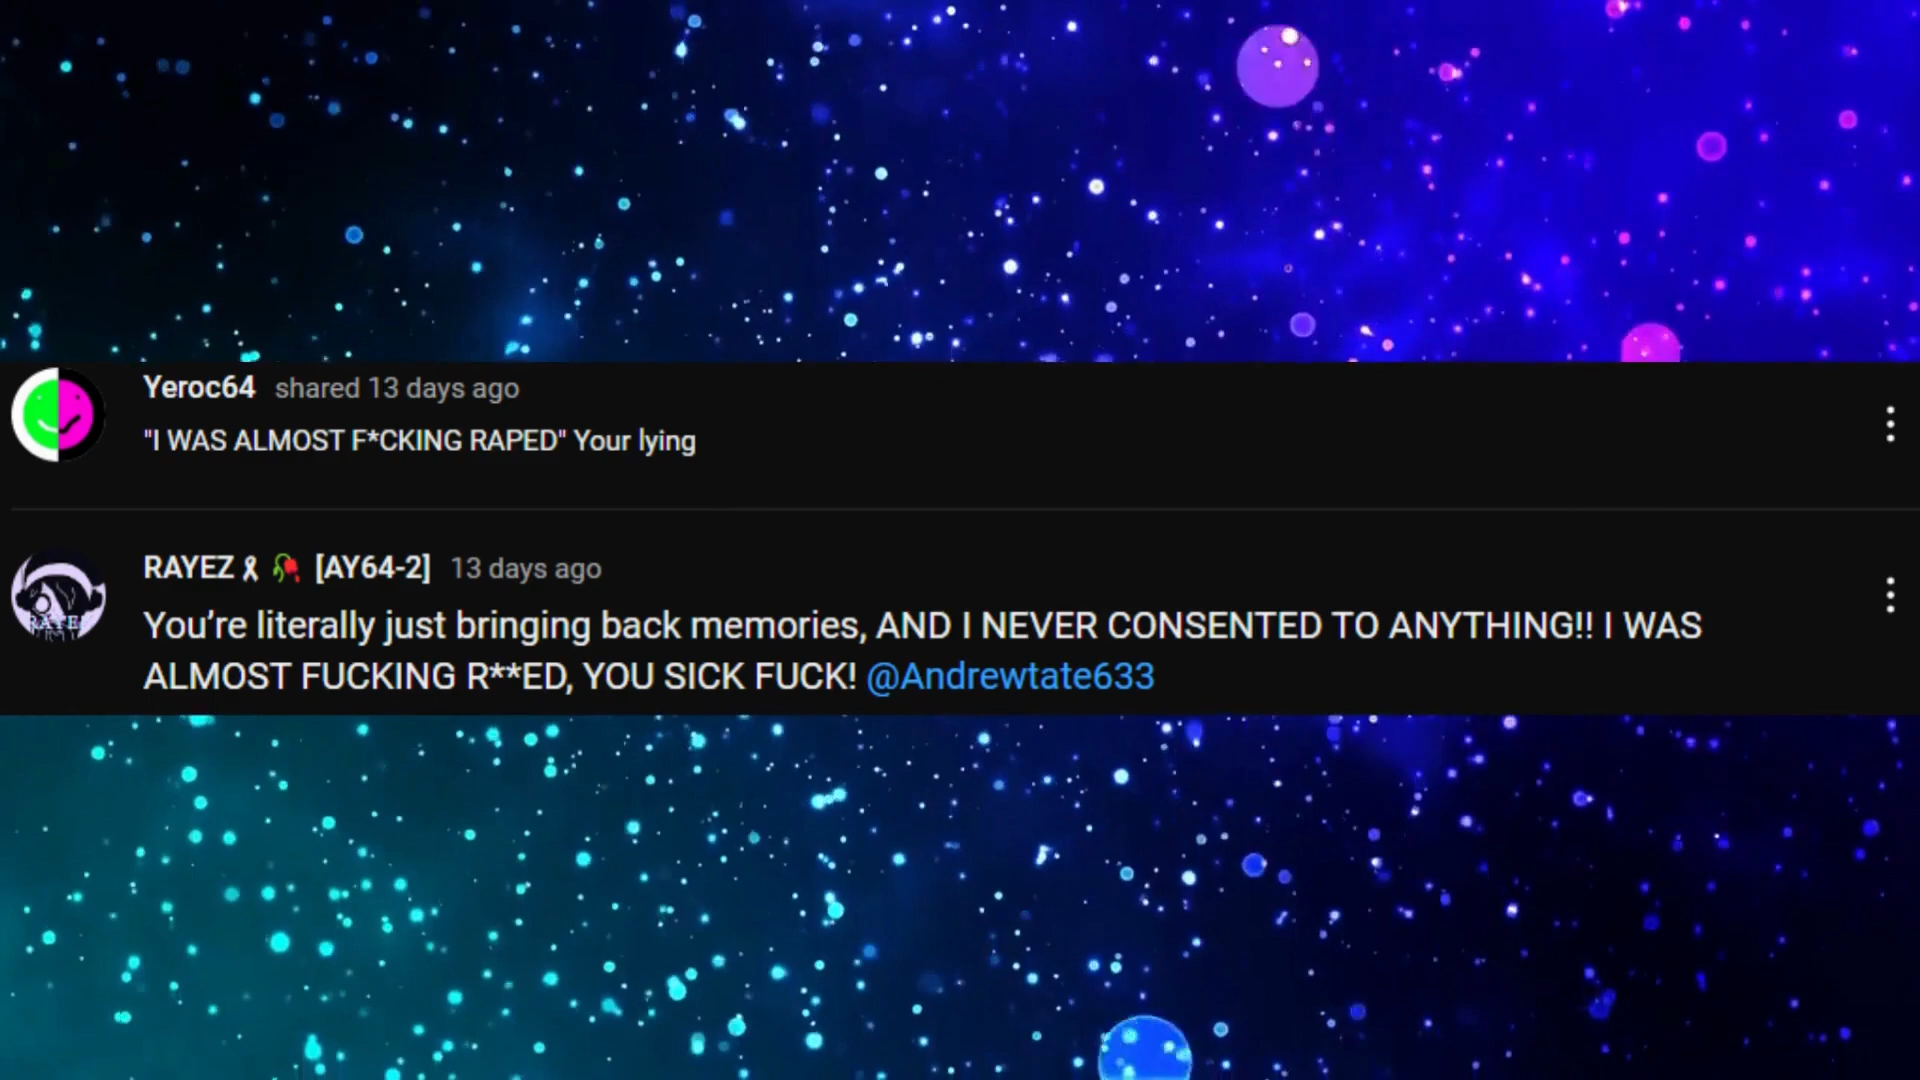 Yeroc64 shared 13 days ago
"I WAS ALMOST F*CKING RAPED" Your lying
RAYEZ🎗🥀 [AY64-2] 13 days ago
You’re literally just bringing back memories, AND I NEVER CONSENTED TO ANYTHING!! I WAS
ALMOST FUCKING R**ED, YOU SICK FUCK! @Andrewtate633
RAYEZ